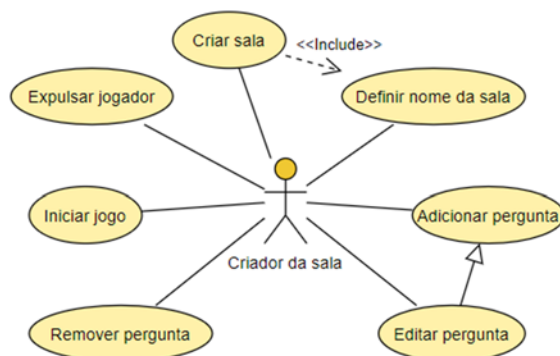 Criar sala
<<Include>>
Expulsar jogador
Definir nome da sala
Iniciar jogo
Adicionar pergunta
Criador da sala
Remover pergunta
Editar pergunta